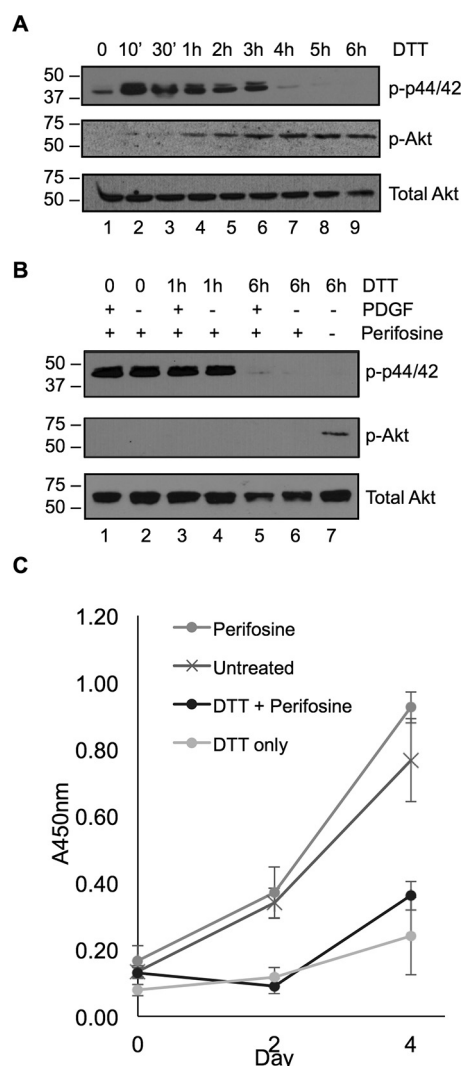 A
0 10' 30' 1h 2h 3h 4h 5h 6h DTT
50
37
p-p44/42
75
50
p-Akt
75
50
Total Akt
1 2 3 4 5 6 7 8 9
B
0 0 1h 1h 6h 6h 6h DTT
+ - + - + - - PDGF
+ + + + + + - Perifosine
50
37
p-p44/42
75
50
p-Akt
75
50
Total Akt
1 2 3 4 5 6 7
C
1.20
1.00
0.80
0.60
0.40
0.20
0.00
A450nm
Perifosine
Untreated
DTT + Perifosine
DTT only
0 2 4
Day